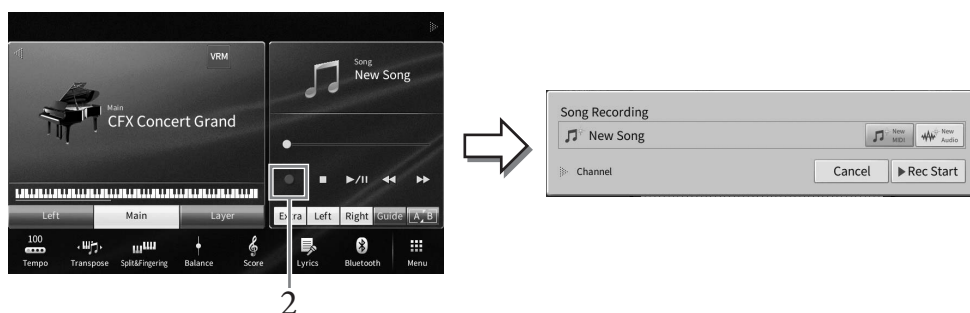 VRM
Main
CFX Concert Grand
Song
New Song
Left Main Layer
Extra Left Right Guide A B
100
Tempo Transpose Split&Fingering Balance Score Lyrics Bluetooth Menu
2
Song Recording
New Song
New MIDI
New Audio
Channel
Cancel Rec Start